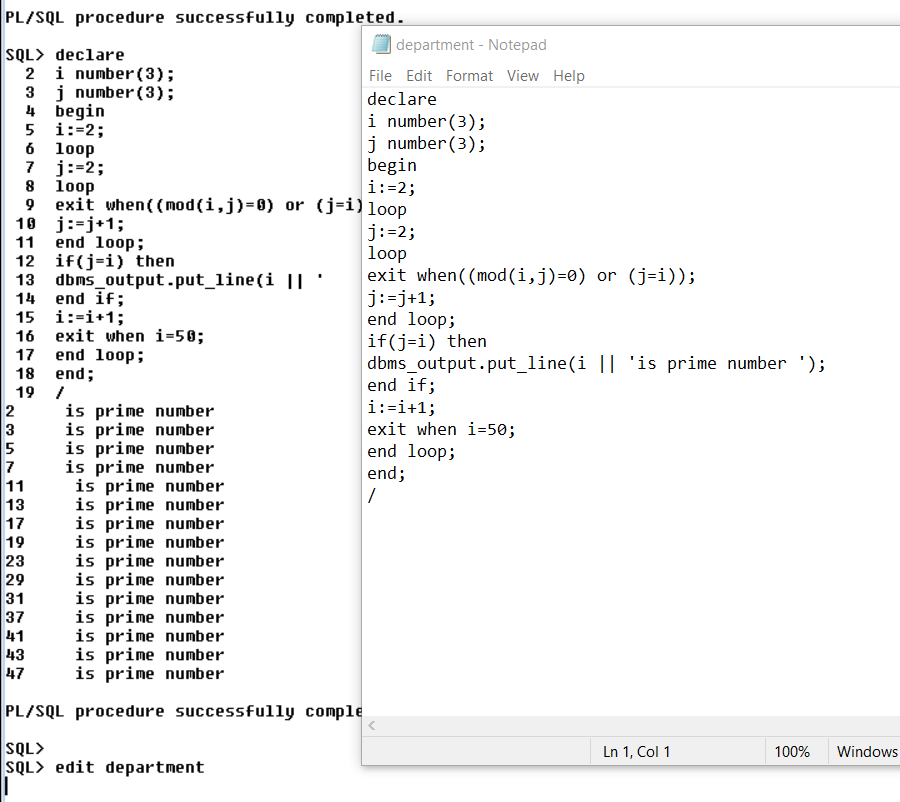 PL/SQL procedure successfully completed.
SQL> declare
  2  i number(3);
  3  j number(3);
  4  begin
  5  i:=2;
  6  loop
  7  j:=2;
  8  loop
  9  exit when((mod(i,j)=0) or (j=i)
 10  j:=j+1;
 11  end loop;
 12  if(j=i) then
 13  dbms_output.put_line(i || '
 14  end if;
 15  i:=i+1;
 16  exit when i=50;
 17  end loop;
 18  end;
 19  /
2     is prime number
3     is prime number
5     is prime number
7     is prime number
11     is prime number
13     is prime number
17     is prime number
19     is prime number
23     is prime number
29     is prime number
31     is prime number
37     is prime number
41     is prime number
43     is prime number
47     is prime number
PL/SQL procedure successfully comple
SQL>
SQL> edit department
department - Notepad
File Edit Format View Help
declare
i number(3);
j number(3);
begin
i:=2;
loop
j:=2;
loop
exit when((mod(i,j)=0) or (j=i));
j:=j+1;
end loop;
if(j=i) then
dbms_output.put_line(i || 'is prime number ');
end if;
i:=i+1;
exit when i=50;
end loop;
end;
/
Ln 1, Col 1 100% Windows